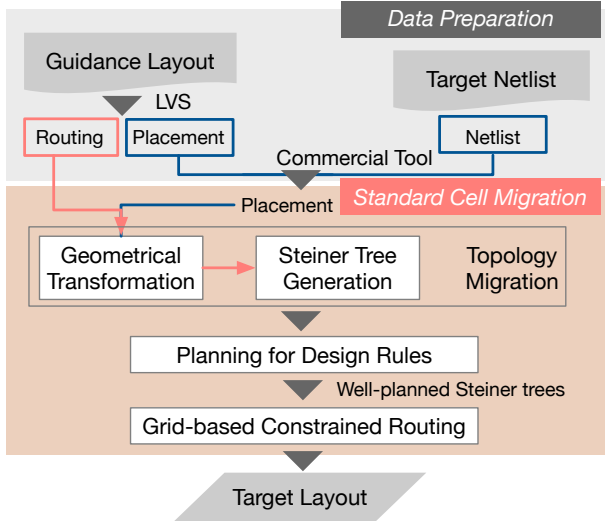 Data Preparation
Guidance Layout
Target Netlist
LVS
Routing
Placement
Netlist
Commercial Tool
Standard Cell Migration
Placement
Geometrical
Transformation
Steiner Tree
Generation
Topology
Migration
Planning for Design Rules
Well-planned Steiner trees
Grid-based Constrained Routing
Target Layout